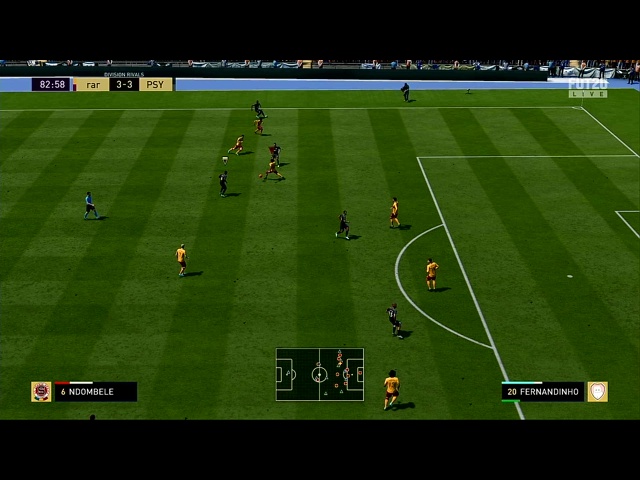 DIVISION RIVALS
82:58 rar 3-3 PSY
FUT20
LIVE
6 NDOMBELE
20 FERNANDINHO